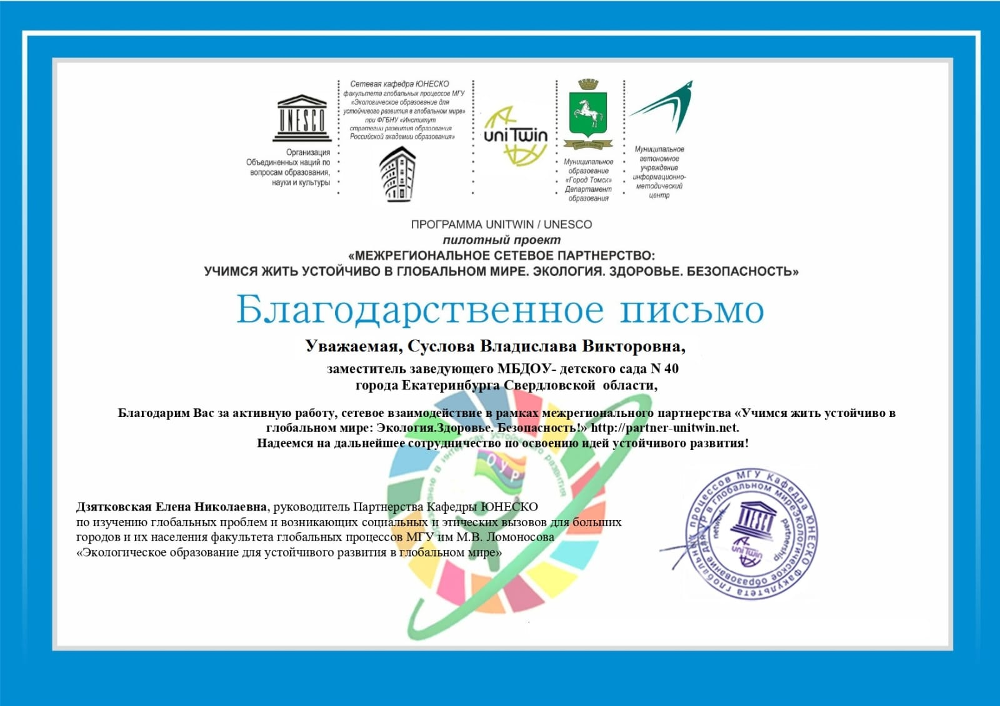 UNESCO
Организация
Объединенных наций по
вопросам образования,
науки и культуры
Сетевая кафедра ЮНЕСКО
факультета глобальных процессов МГУ
«Экологическое образование для
устойчивого развития в глобальном мире»
при ФГБНУ «Институт
стратегии развития образования
Российской академии образования»
uniTwin
Муниципальное
образование
«Город Томск»
Департамент
образования
Муниципальное
автономное
учреждение
информационно-
методический
центр
ПРОГРАММА UNITWIN / UNESCO
пилотный проект
«МЕЖРЕГИОНАЛЬНОЕ СЕТЕВОЕ ПАРТНЕРСТВО:
УЧИМСЯ ЖИТЬ УСТОЙЧИВО В ГЛОБАЛЬНОМ МИРЕ. ЭКОЛОГИЯ. ЗДОРОВЬЕ. БЕЗОПАСНОСТЬ»
Благодарственное письмо
Уважаемая, Суслова Владислава Викторовна,
заместитель заведующего МБДОУ- детского сада N 40
города Екатеринбурга Свердловской области,
Благодарим Вас за активную работу, сетевое взаимодействие в рамках межрегионального партнерства «Учимся жить устойчиво в
глобальном мире: Экология.Здоровье. Безопасность!» http://partner-unitwin.net.
Надеемся на дальнейшее сотрудничество по освоению идей устойчивого развития!
в интересах устойчивого развития
ОУР
Дзятковская Елена Николаевна, руководитель Партнерства Кафедры ЮНЕСКО
по изучению глобальных проблем и возникающих социальных и этических вызовов для больших
городов и их населения факультета глобальных процессов МГУ им М.В. Ломоносова
«Экологическое образование для устойчивого развития в глобальном мире»
процессов МГУ Кафедра ЮНЕСКО Факультета глобальных
Экологическое образование для УР в глобальном мире
network
partnership
UNESCO
uniTwin